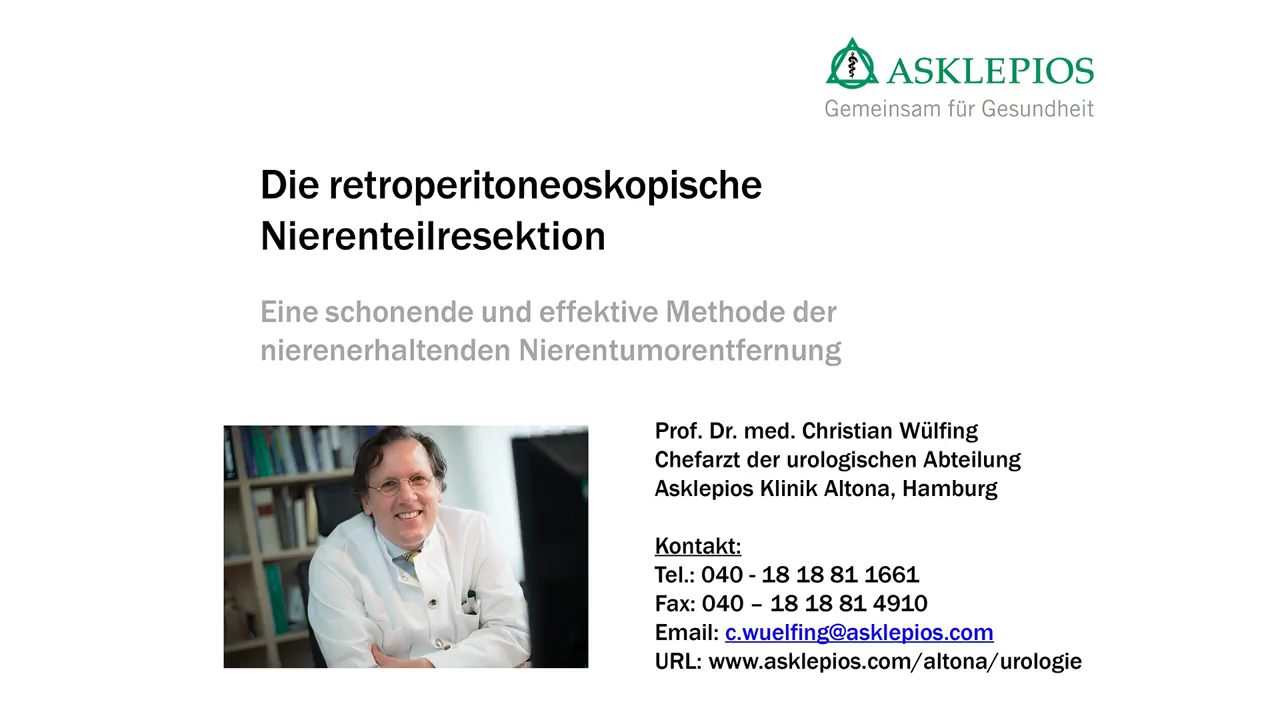 ASKLEPIOS
Gemeinsam für Gesundheit
Die retroperitoneoskopische
Nierenteilresektion
Eine schonende und effektive Methode der
nierenerhaltenden Nierentumorentfernung
Prof. Dr. med. Christian Wülfing
Chefarzt der urologischen Abteilung
Asklepios Klinik Altona, Hamburg
Kontakt:
Tel.: 040 - 18 18 81 1661
Fax: 040 – 18 18 81 4910
Email: c.wuelfing@asklepios.com
URL: www.asklepios.com/altona/urologie